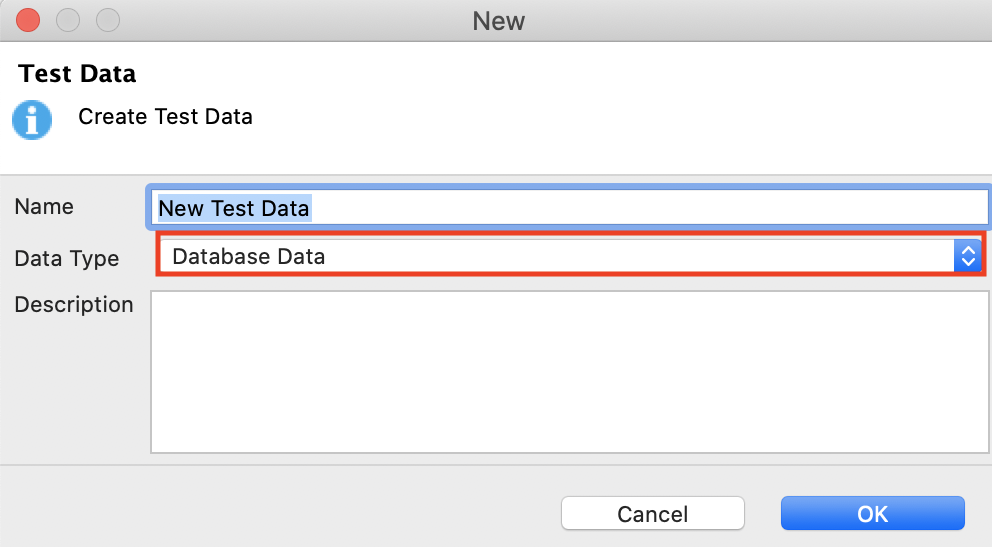 New
Test Data
Create Test Data
Name
New Test Data
Data Type
Database Data
Description
Cancel
OK